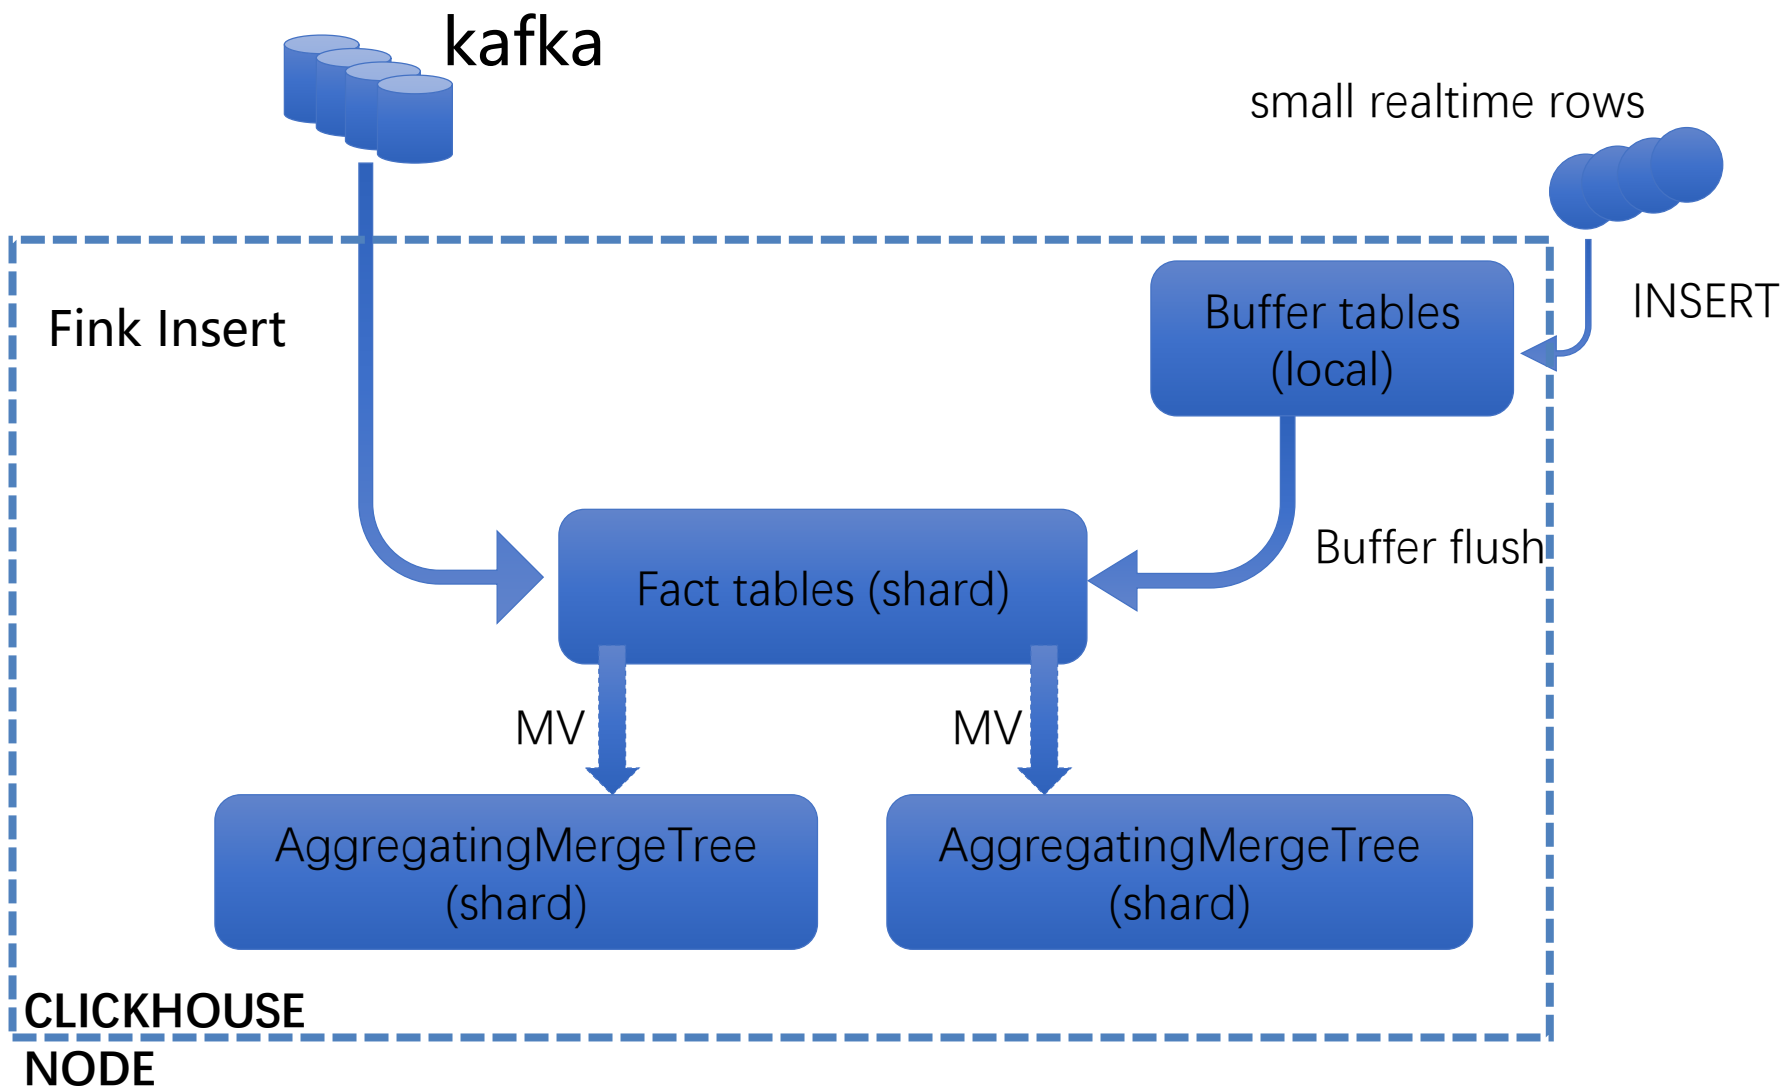 kafka
small realtime rows
Fink Insert
Buffer tables
(local)
INSERT
Buffer flush
Fact tables (shard)
MV
MV
AggregatingMergeTree
(shard)
AggregatingMergeTree
(shard)
CLICKHOUSE
NODE